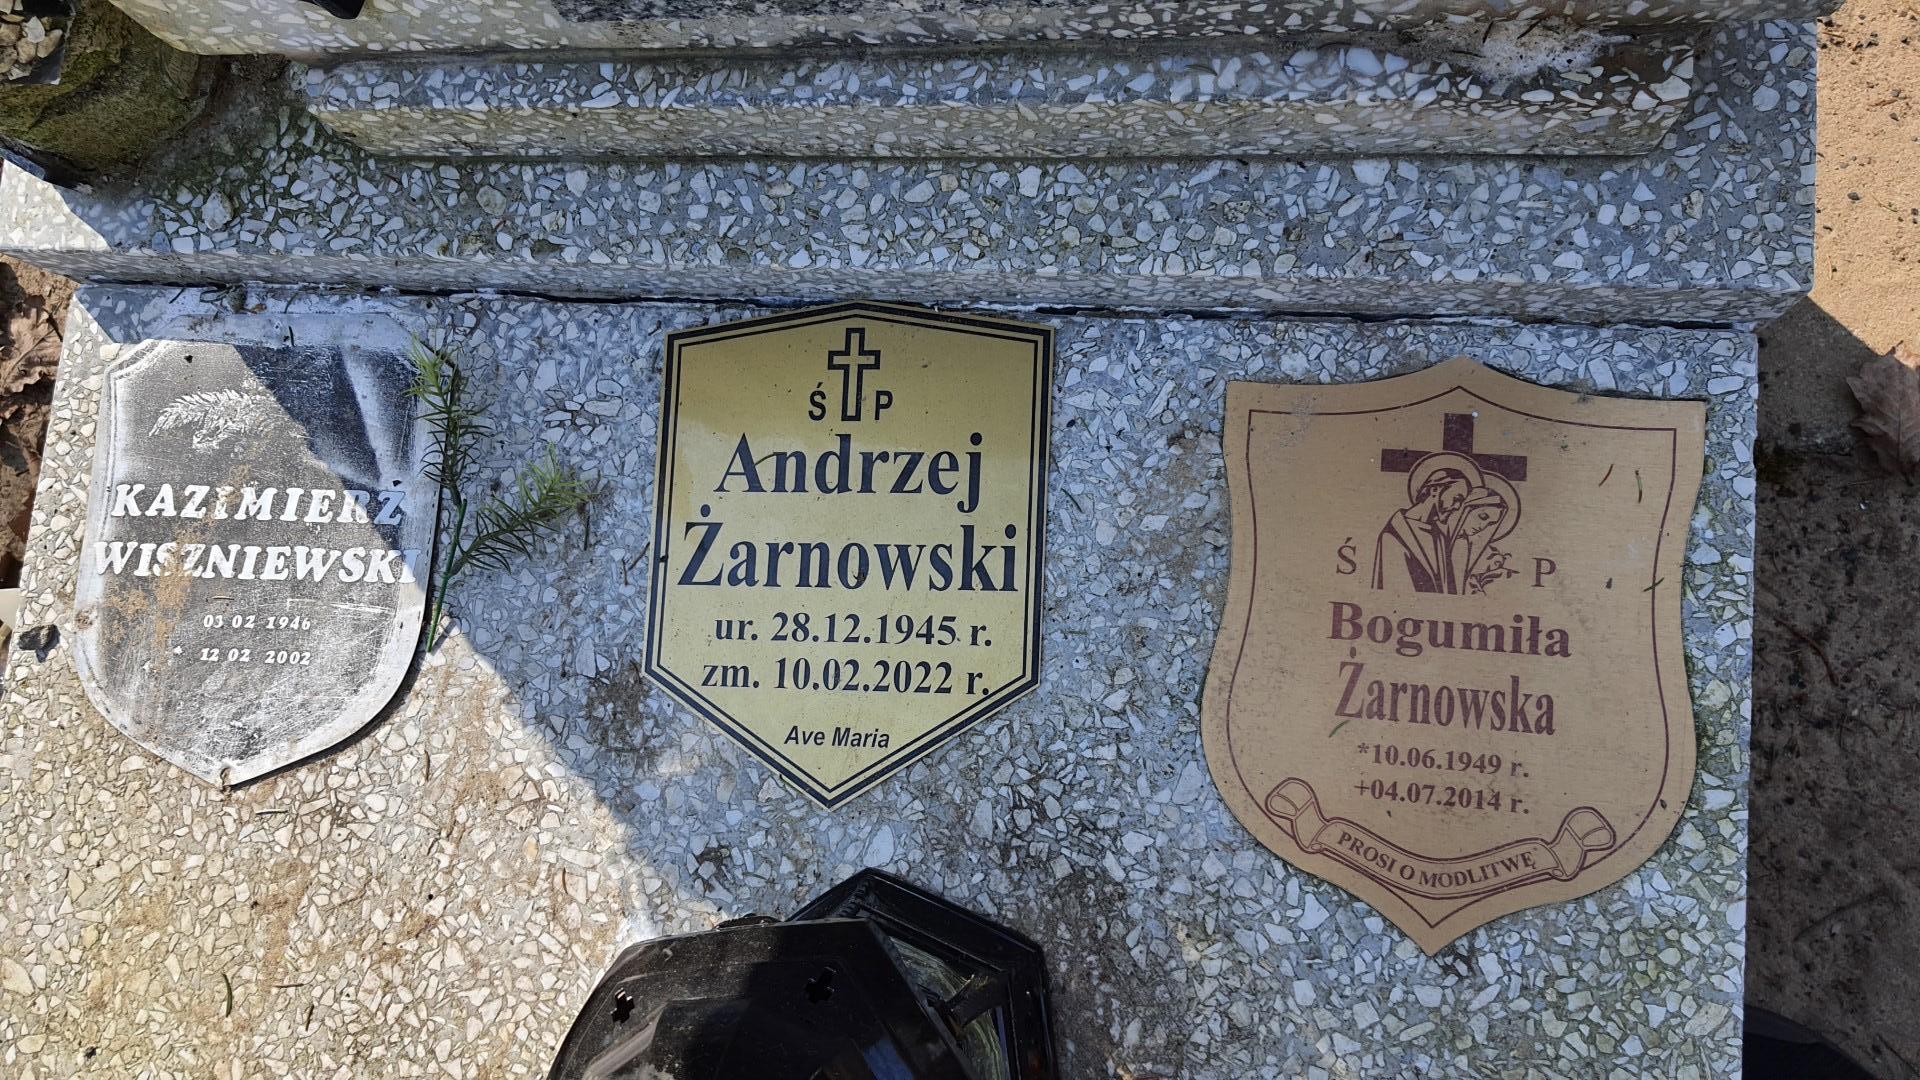 KAZIMIERZ
WISZNIEWSKI
03 02 1946
* 12 02 2002
Ś P
Andrzej
Żarnowski
ur. 28.12.1945 r.
zm. 10.02.2022 r.
Ave Maria
Ś P
Bogumiła
Żarnowska
*10.06.1949 r.
+04.07.2014 r.
PROSI O MODLITWĘ